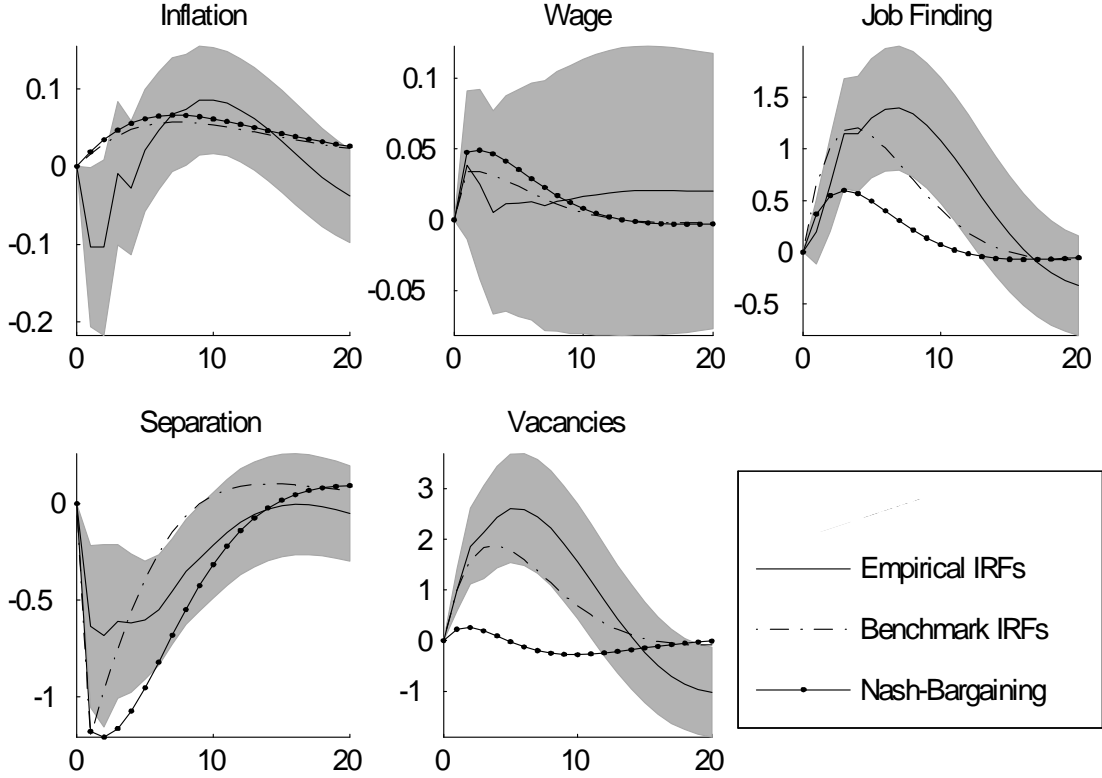 Inflation
0.1
0
-0.1
-0.2
0 10 20
Wage
0.05
0
-0.05
0 10 20
Job Finding
1.5
1
0.5
0
-0.5
0 10 20
Separation
0
-0.5
-1
0 10 20
Vacancies
3
2
1
0
-1
0 10 20
Empirical IRFs
Benchmark IRFs
Nash-Bargaining